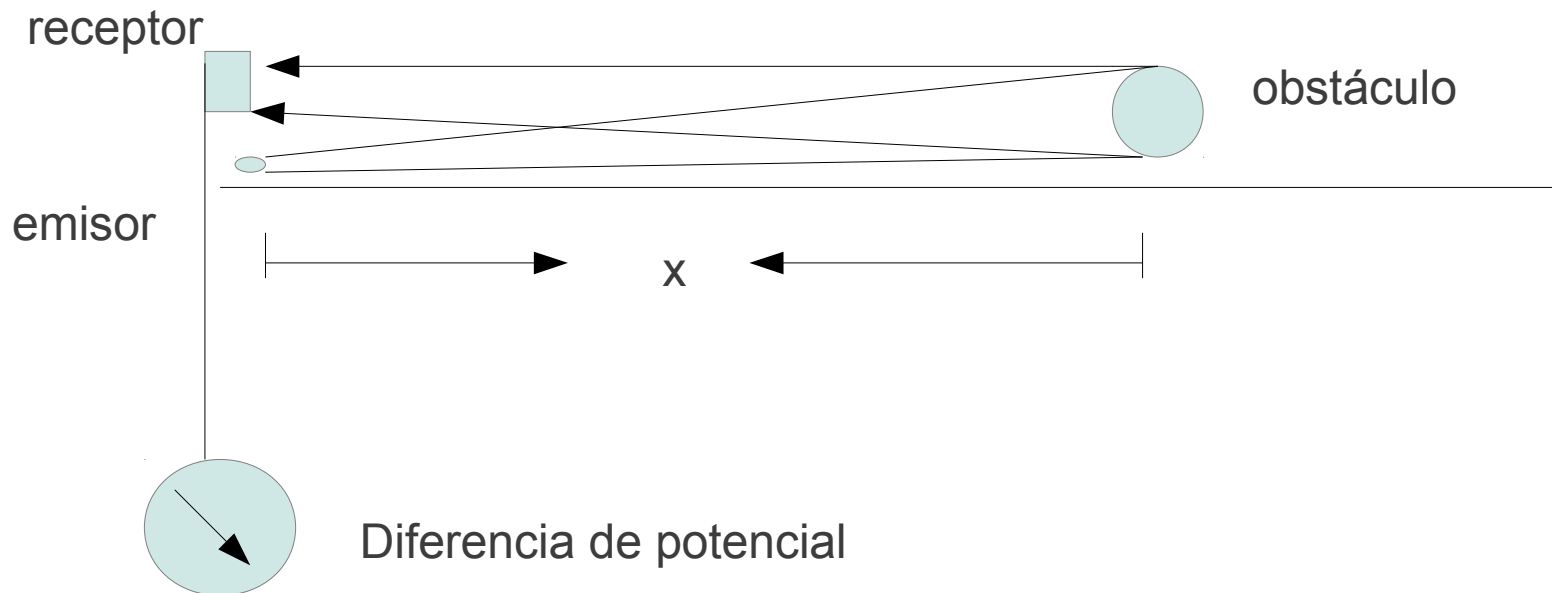 receptor
obstáculo
emisor
x
Diferencia de potencial